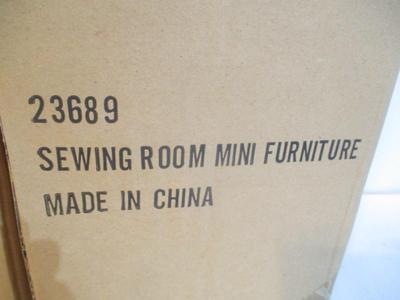 23689
SEWING ROOM MINI FURNITURE
MADE IN CHINA